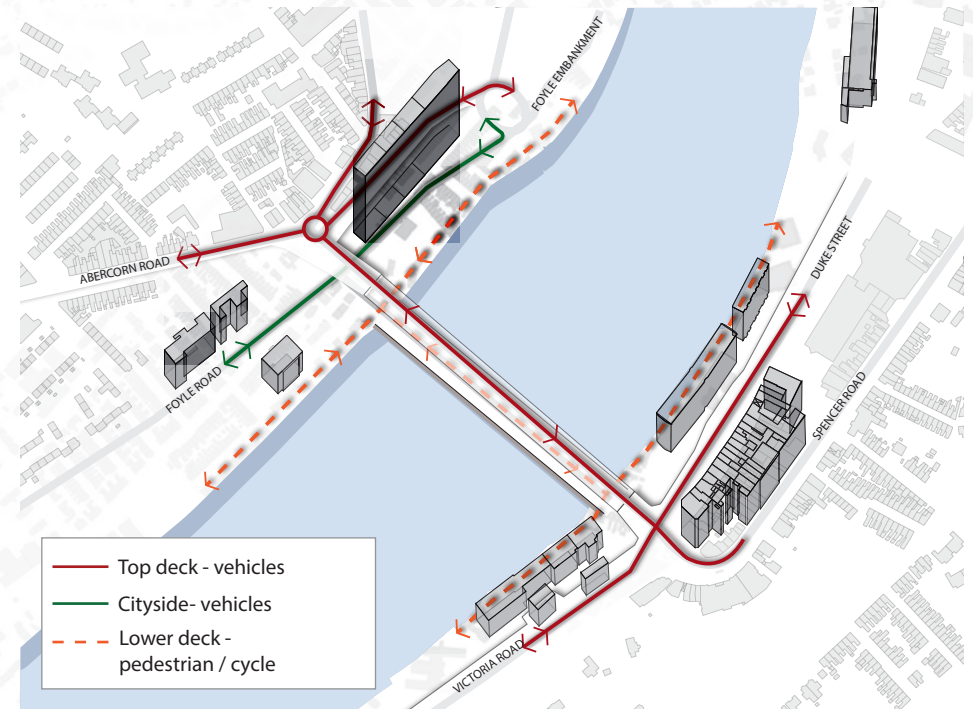 FOYLE EMBANKMENT
ABERCORN ROAD
DUKE STREET
FOYLE ROAD
SPENCER ROAD
VICTORIA ROAD
Top deck - vehicles
Cityside- vehicles
Lower deck -
pedestrian / cycle